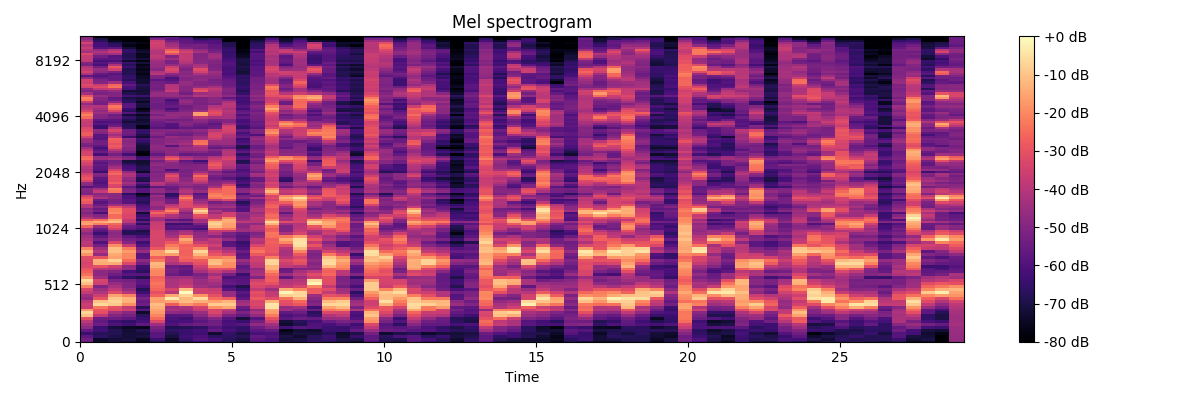 Mel spectrogram
Hz
8192
4096
2048
1024
512
0
0 5 10 15 20 25
Time
+0 dB
-10 dB
-20 dB
-30 dB
-40 dB
-50 dB
-60 dB
-70 dB
-80 dB